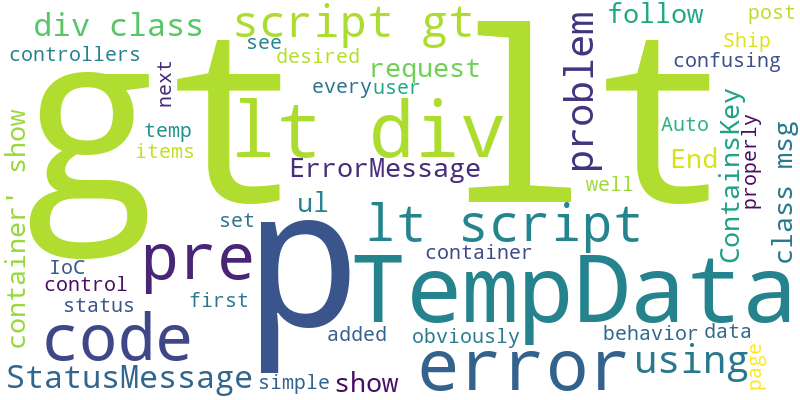 div class
script gt
follow
post
controllers
see
desired
Ship
confusing
next
gt
lt
request
every
user
problem
temp
items
lt div
Auto
ContainsKey
properly
class msg
container' show
ErrorMessage
End
well
set
ul
p
lt script
pre
container
TempData
IoC
control
status
first
code
added
obviously
behavior
data
StatusMessage
simple
show
error
using
page